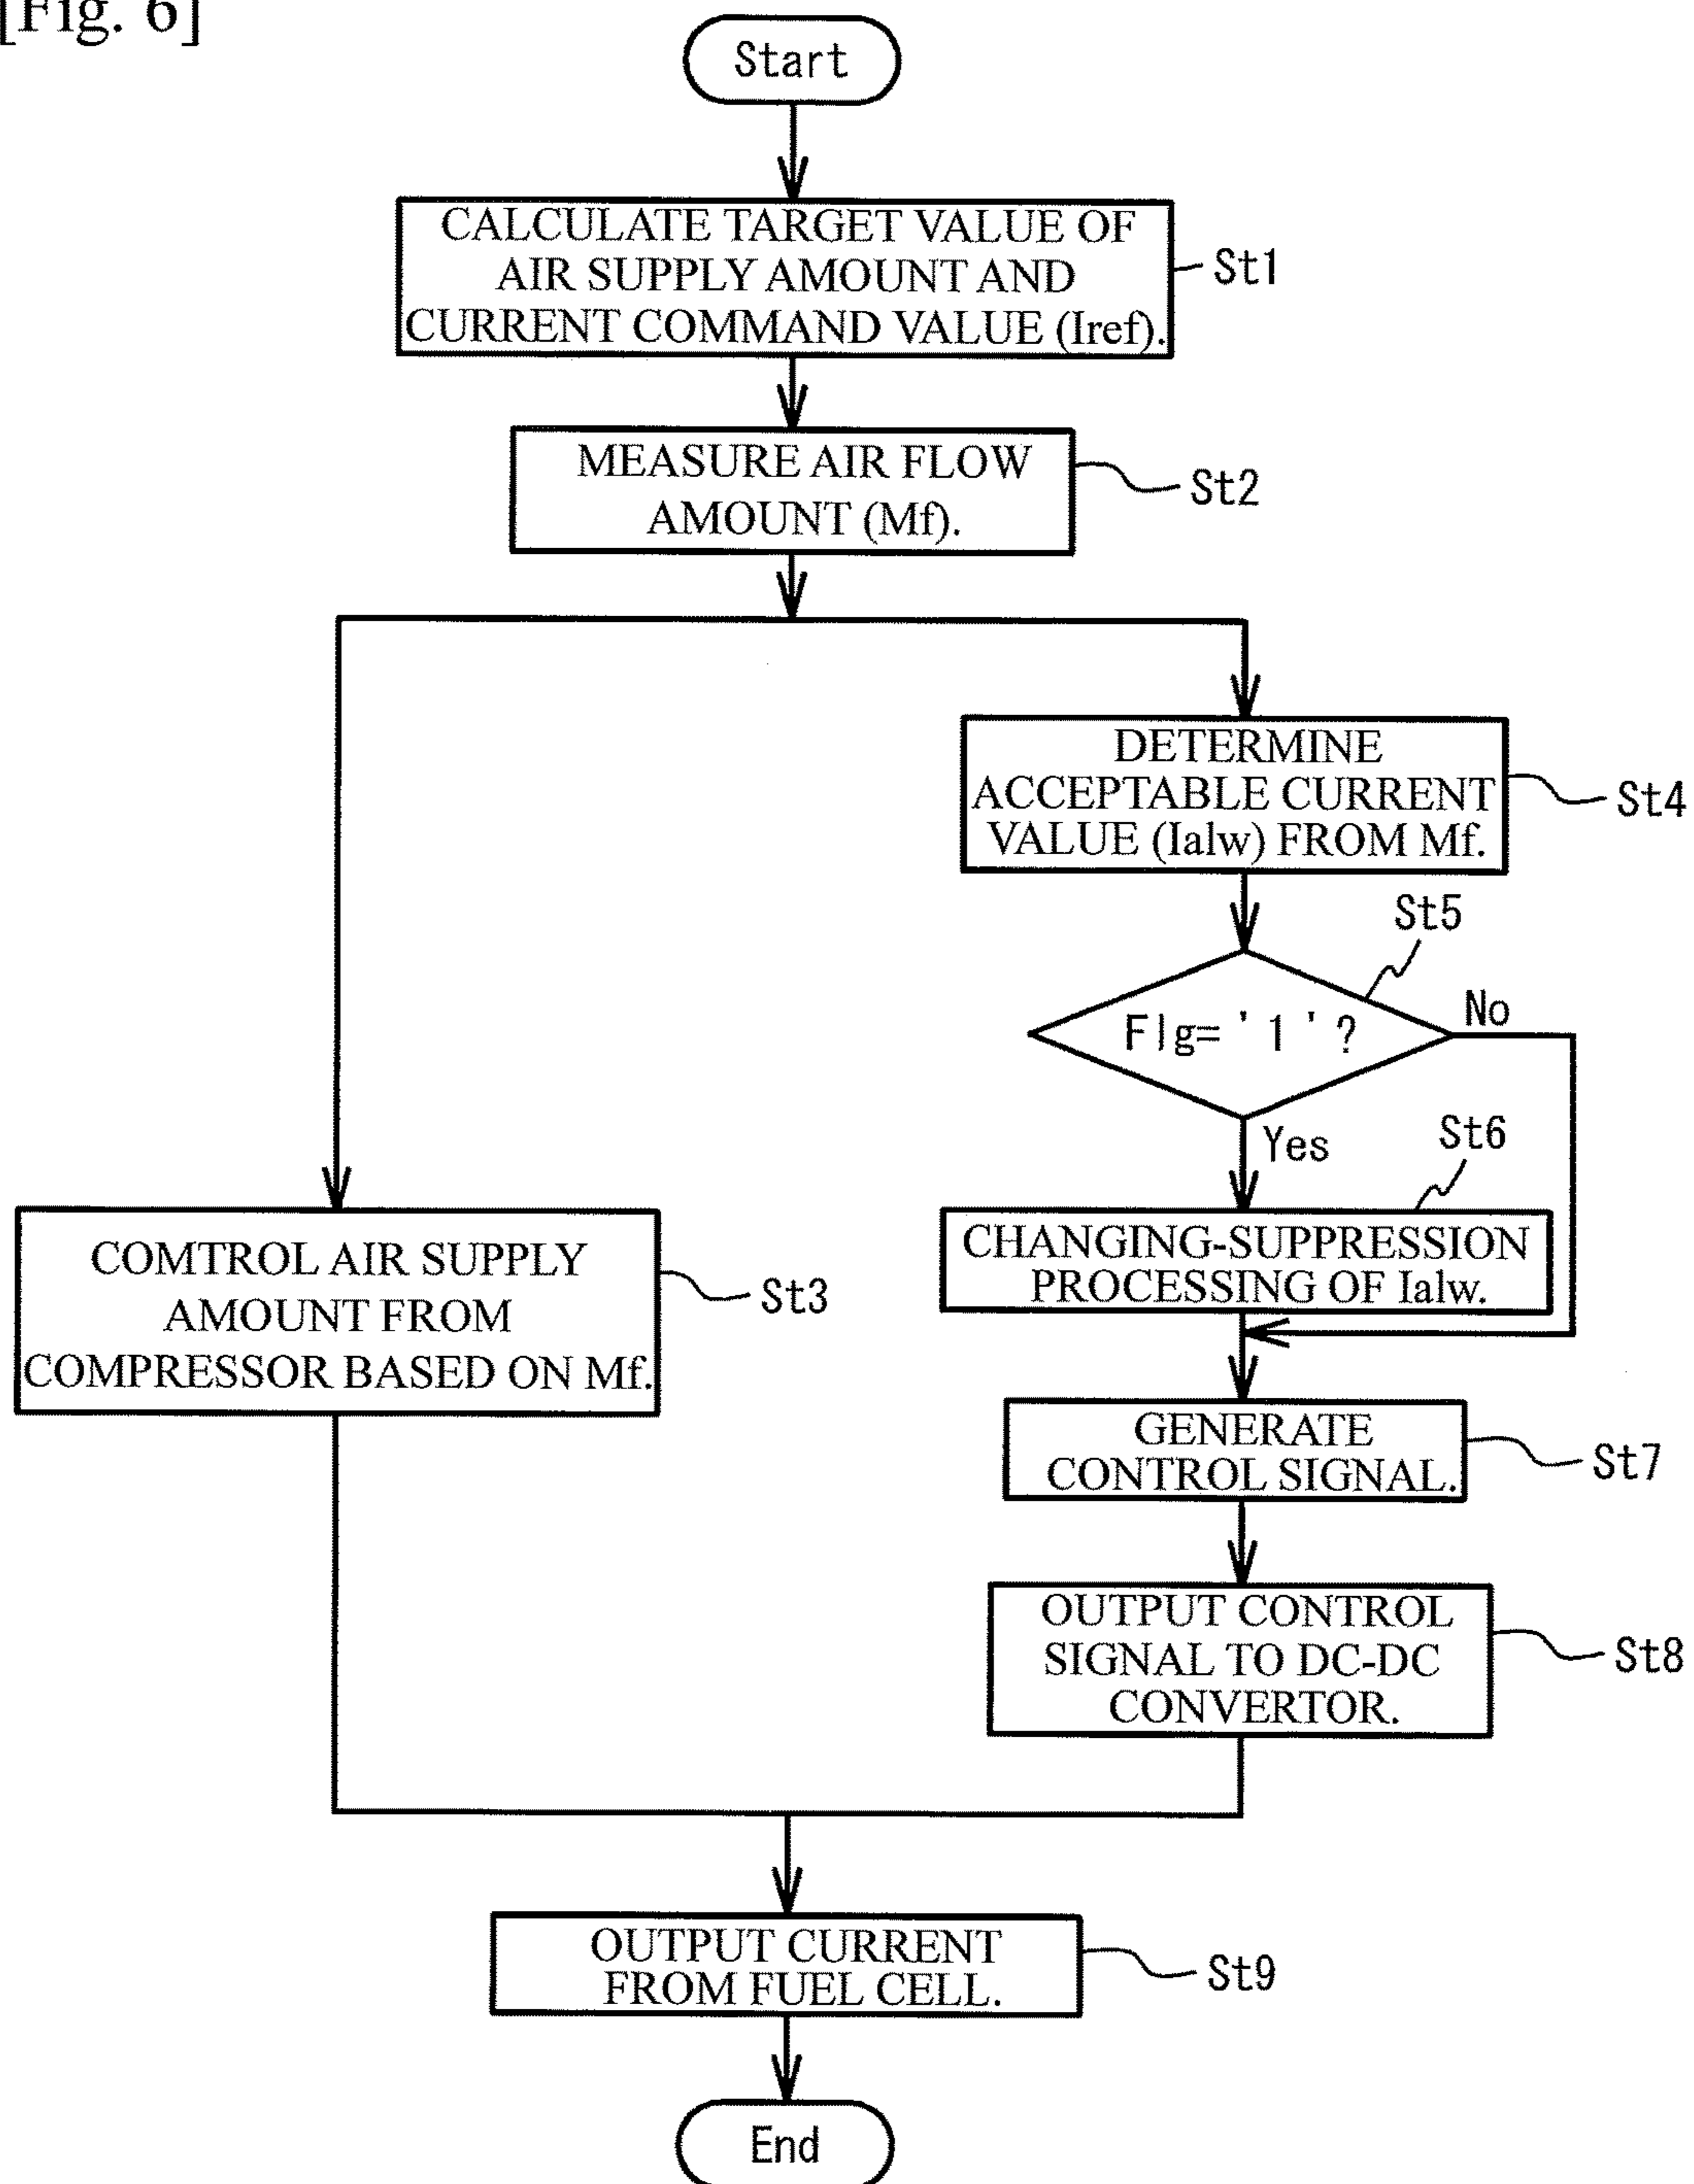 [Fig. 6]
Start
CALCULATE TARGET VALUE OF
AIR SUPPLY AMOUNT AND
CURRENT COMMAND VALUE (Iref).
St1
MEASURE AIR FLOW
AMOUNT (Mf).
St2
DETERMINE
ACCEPTABLE CURRENT
VALUE (Ialw) FROM Mf.
St4
St5
Flg= ' 1 ' ?
No
Yes
St6
COMTROL AIR SUPPLY
AMOUNT FROM
COMPRESSOR BASED ON Mf.
St3
CHANGING-SUPPRESSION
PROCESSING OF Ialw.
GENERATE
CONTROL SIGNAL.
St7
OUTPUT CONTROL
SIGNAL TO DC-DC
CONVERTOR.
St8
OUTPUT CURRENT
FROM FUEL CELL.
St9
End